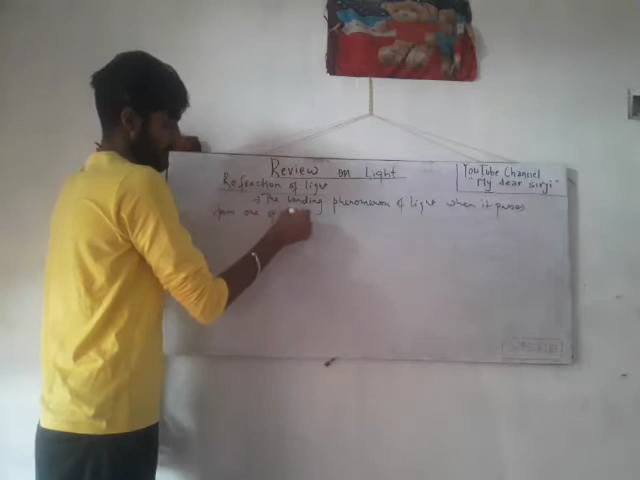 Review on Light
YouTube Channel
"My dear sirji"
Refraction of light
→ The bending phenomenon of light when it passes
from one